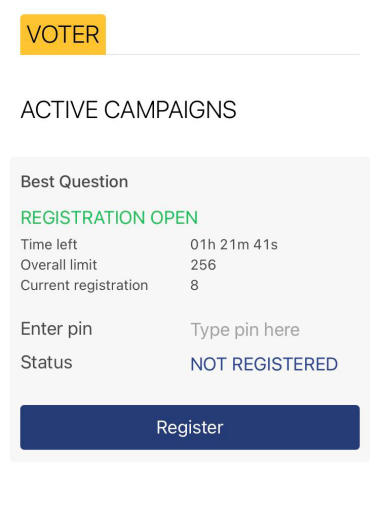 VOTER
ACTIVE CAMPAIGNS
Best Question
REGISTRATION OPEN
Time left 01h 21m 41s
Overall limit 256
Current registration 8
Enter pin Type pin here
Status NOT REGISTERED
Register